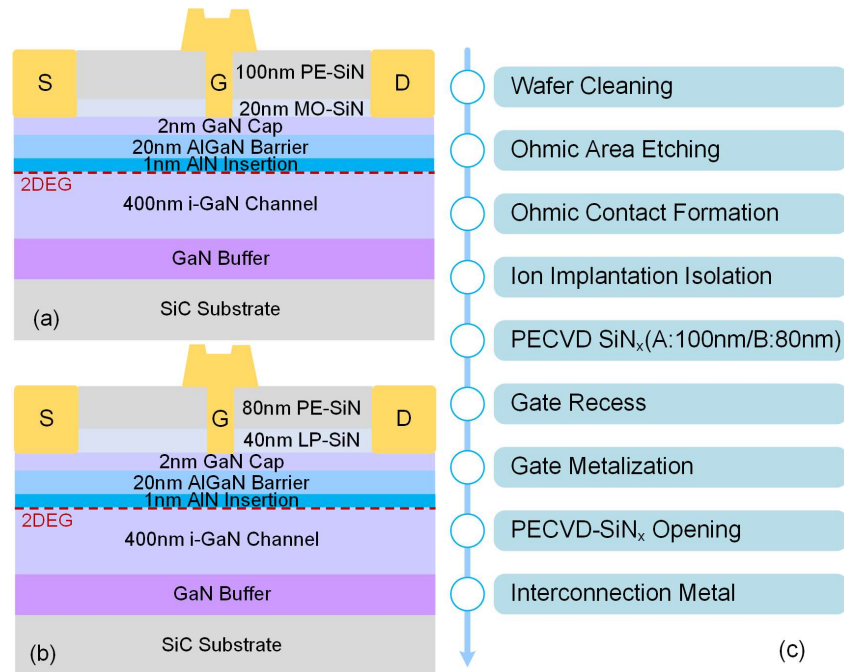 S
G
D
100nm PE-SiN
20nm MO-SiN
2nm GaN Cap
20nm AlGaN Barrier
1nm AlN Insertion
2DEG
400nm i-GaN Channel
GaN Buffer
SiC Substrate
(a)
S
G
D
80nm PE-SiN
40nm LP-SiN
2nm GaN Cap
20nm AlGaN Barrier
1nm AlN Insertion
2DEG
400nm i-GaN Channel
GaN Buffer
SiC Substrate
(b)
Wafer Cleaning
Ohmic Area Etching
Ohmic Contact Formation
Ion Implantation Isolation
PECVD SiNₓ(A:100nm/B:80nm)
Gate Recess
Gate Metalization
PECVD-SiNₓ Opening
Interconnection Metal
(c)